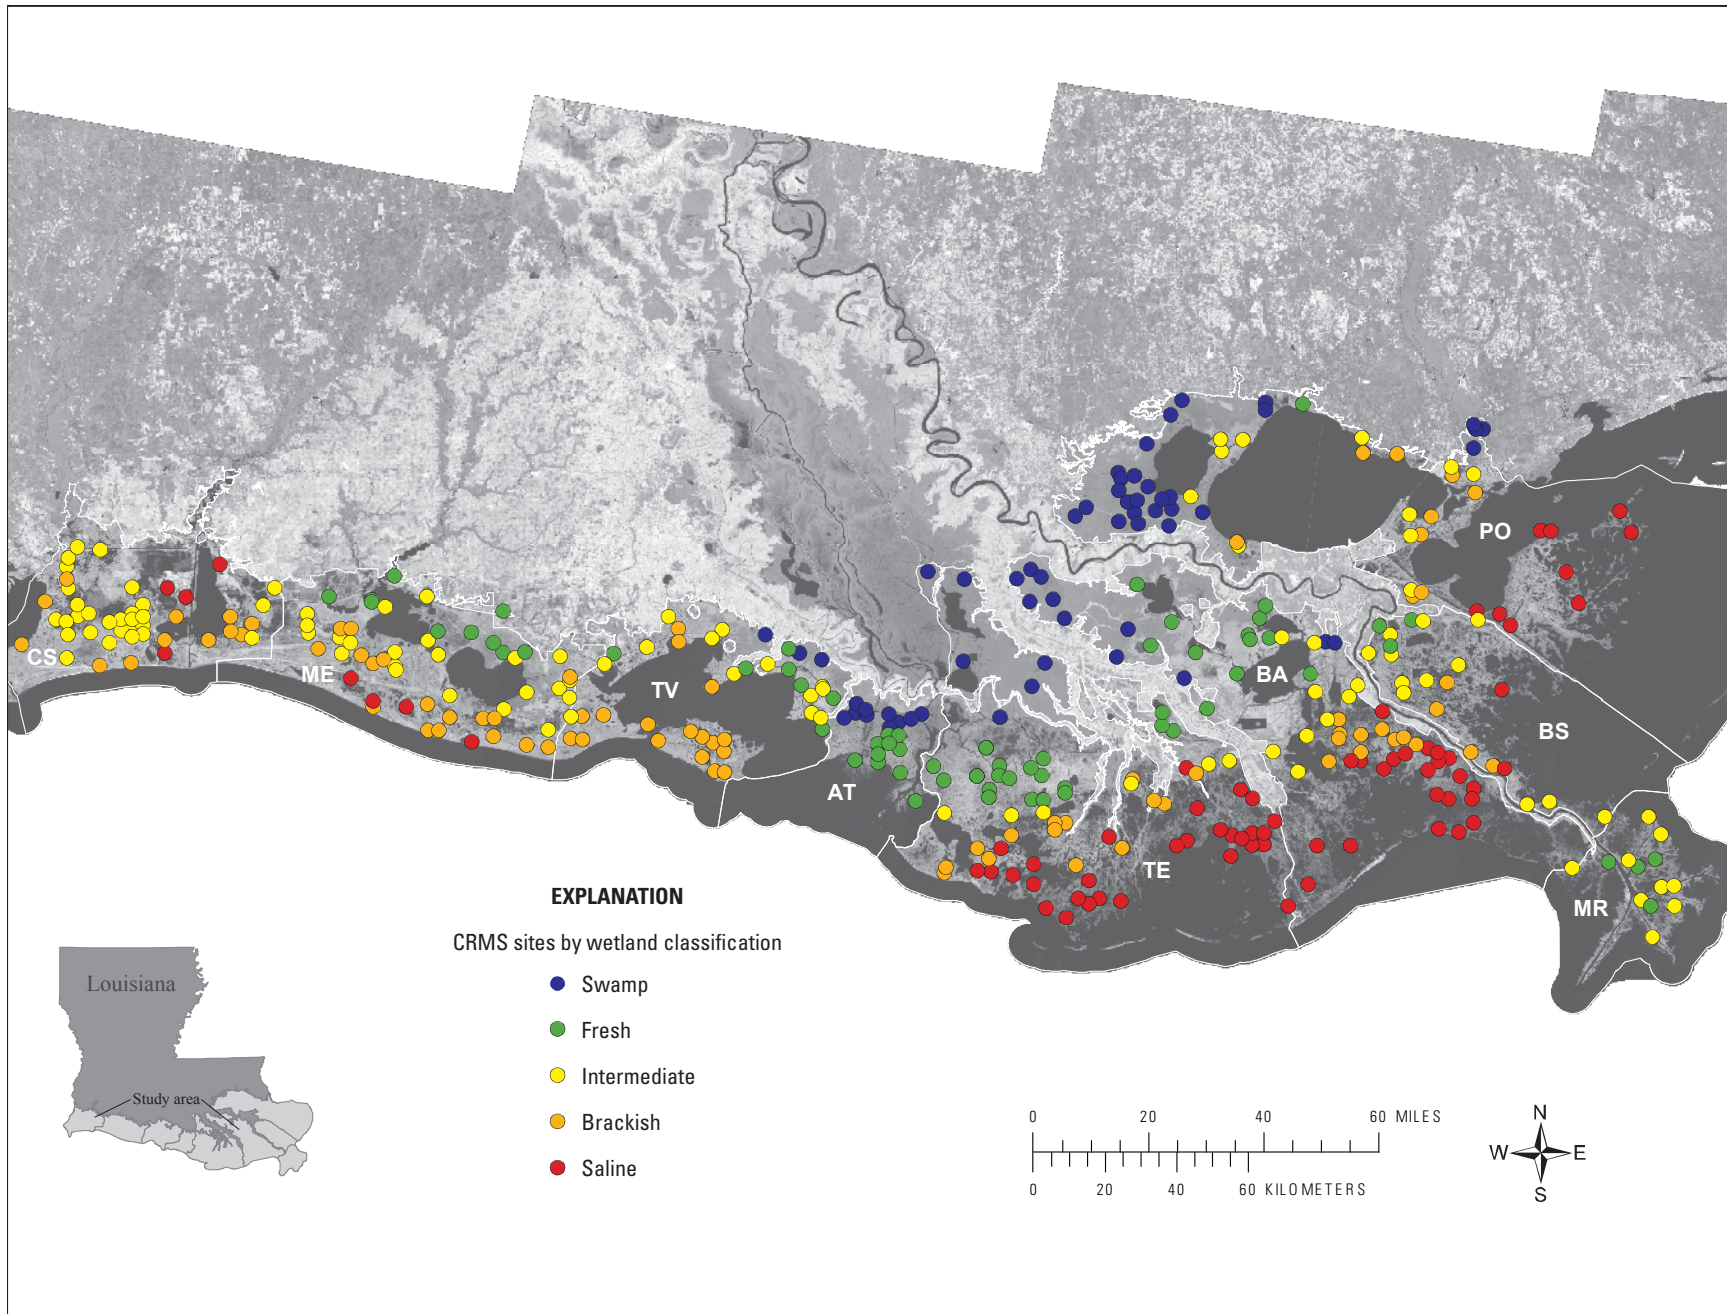 PO
CS
ME
TV
BA
BS
AT
TE
MR
EXPLANATION
CRMS sites by wetland classification
Swamp
Fresh
Intermediate
Brackish
Saline
Louisiana
Study area
0 20 40 60 MILES
0 20 40 60 KILOMETERS
N
W E
S